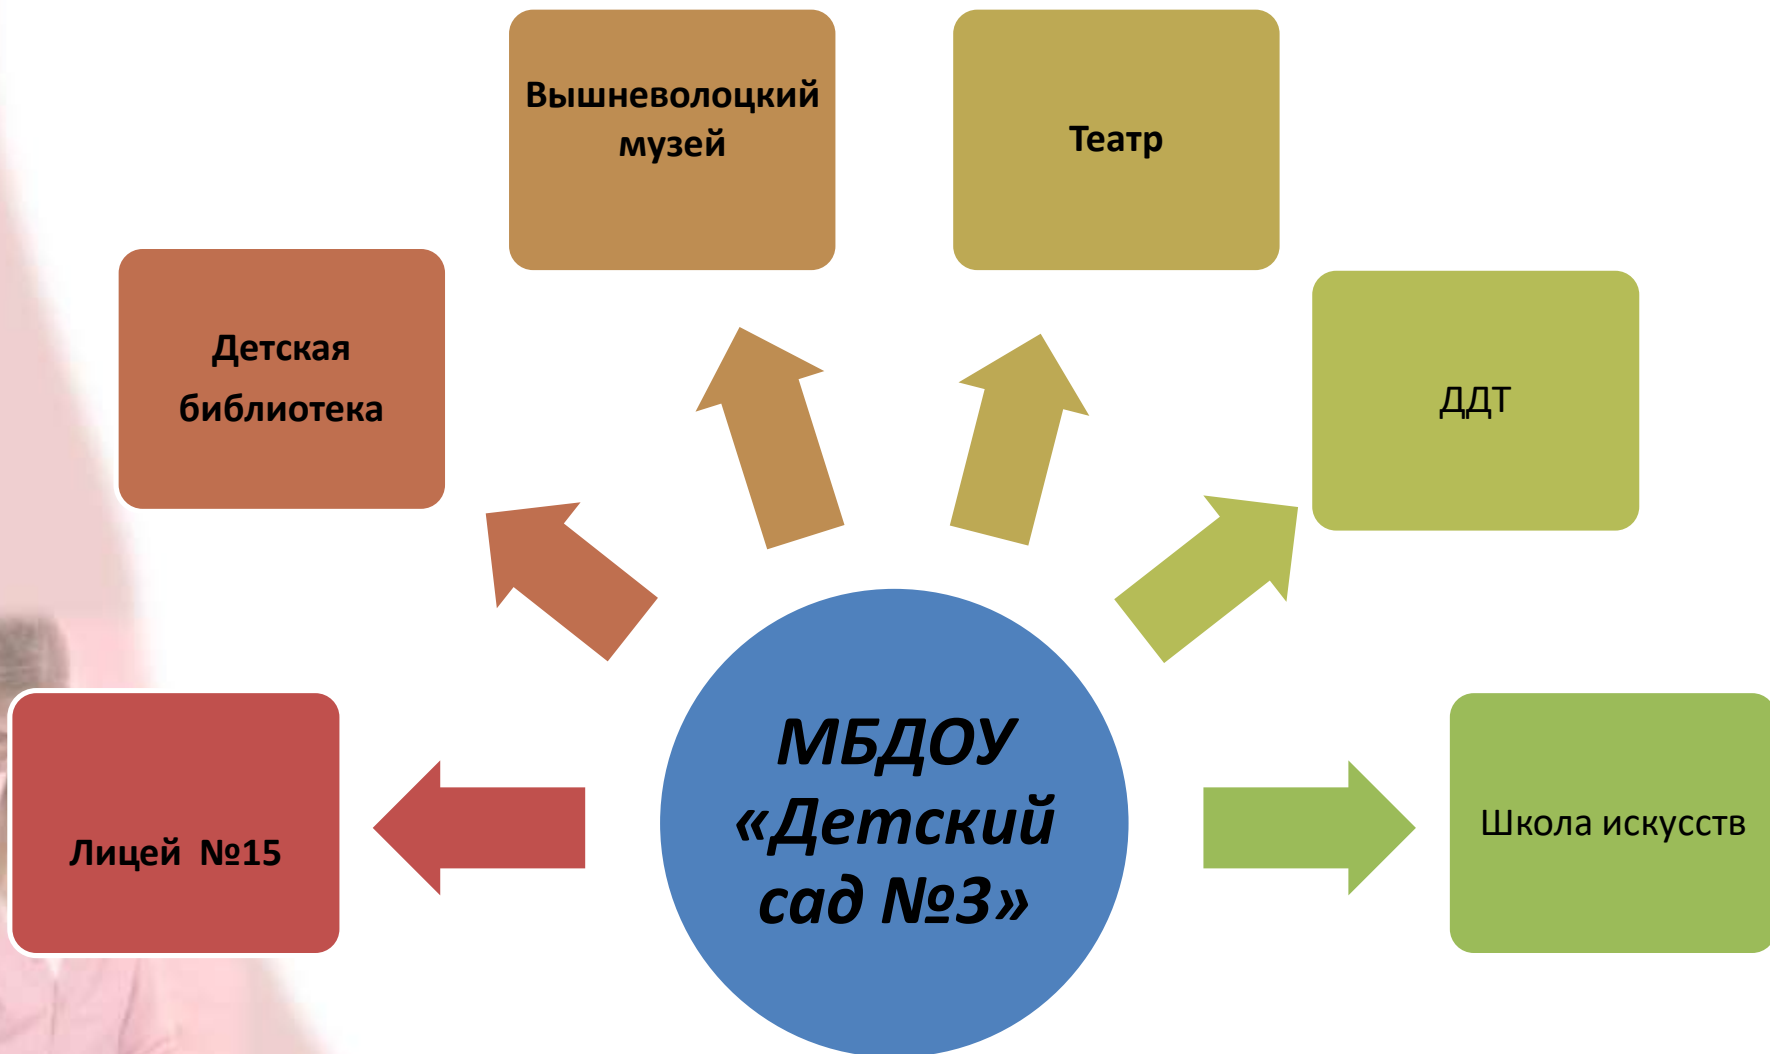 Вышневолоцкий
музей
Театр
Детская
библиотека
ДДТ
Лицей  №15
МБДОУ
«Детский
сад №3»
Школа искусств